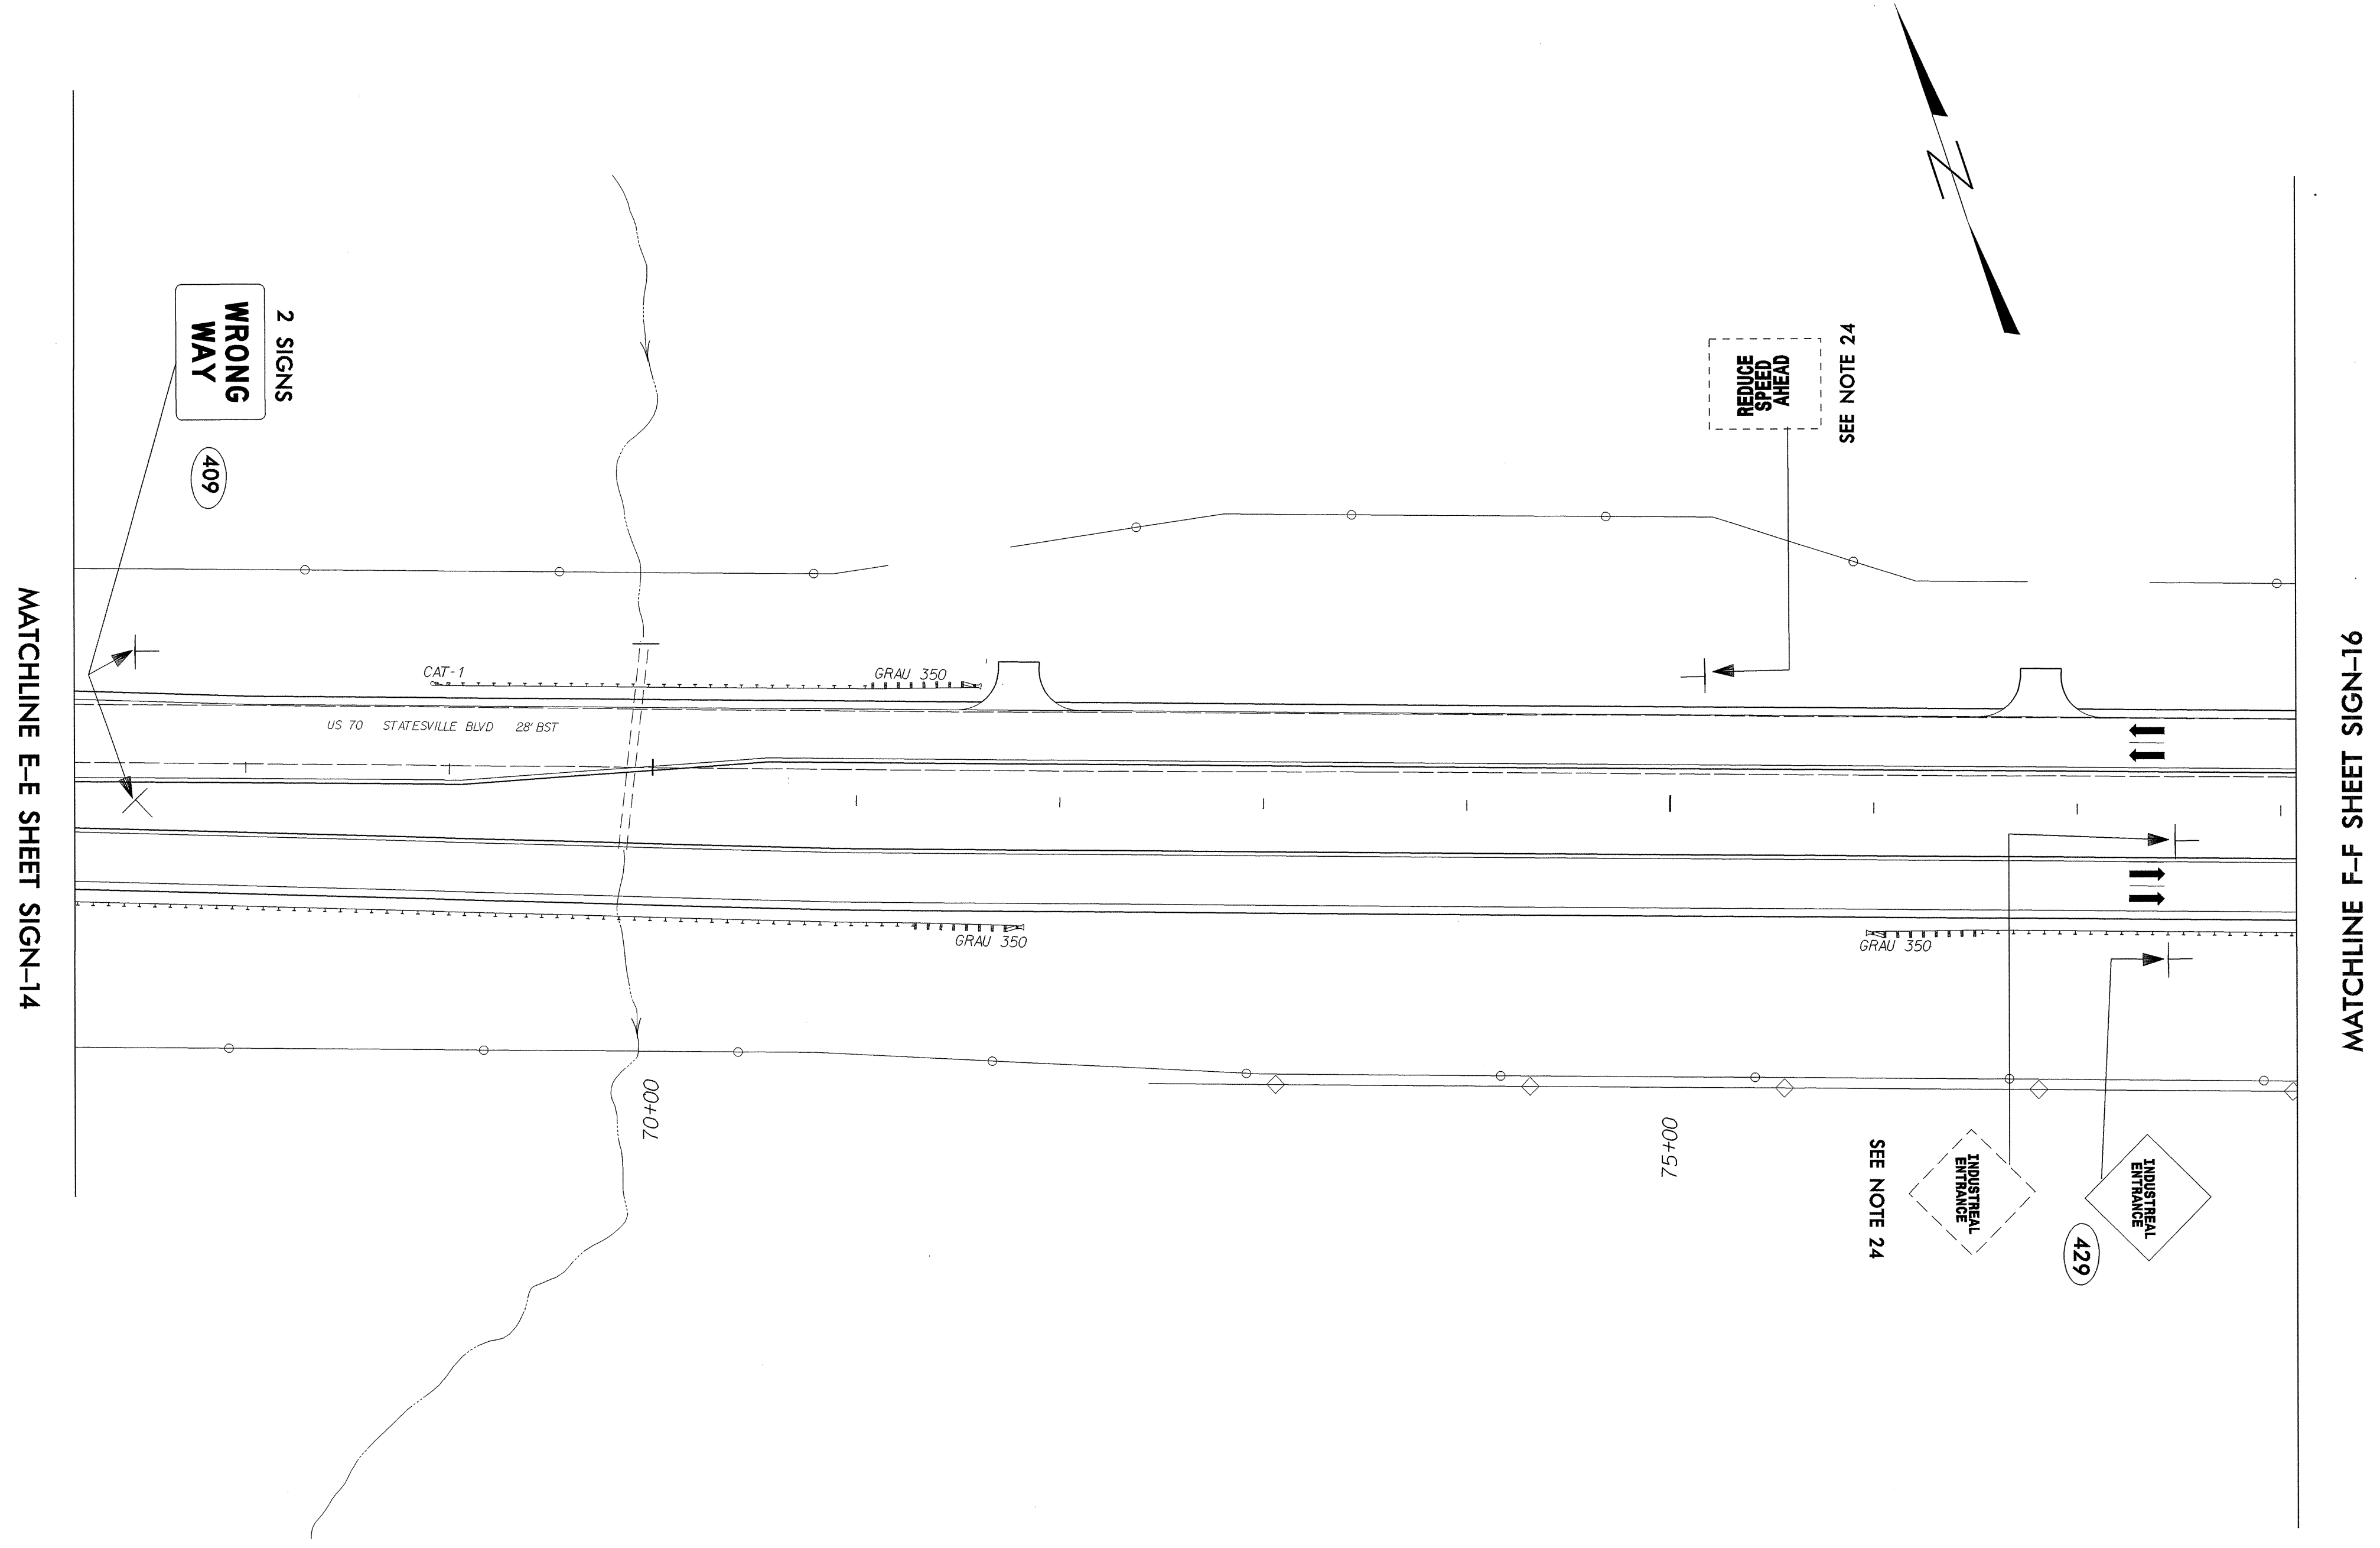 MATCHLINE E–E SHEET SIGN–14
WRONG
WAY
2 SIGNS
409
REDUCE
SPEED
AHEAD
SEE NOTE 24
N
CAT-1
GRAU 350
US 70 STATESVILLE BLVD 28' BST
GRAU 350
GRAU 350
70+00
75+00
SEE NOTE 24
INDUSTREAL
ENTRANCE
INDUSTREAL
ENTRANCE
429
MATCHLINE F–F SHEET SIGN–16